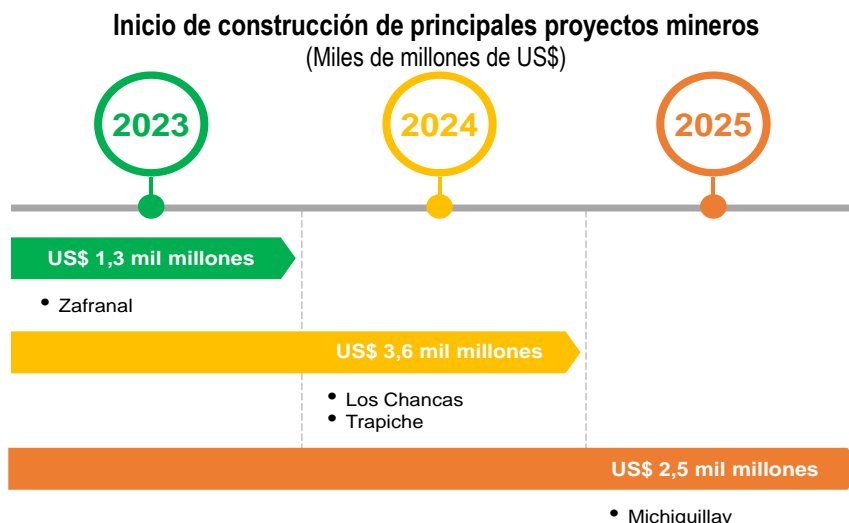 Inicio de construcción de principales proyectos mineros
(Miles de millones de US$)
2023
2024
2025
US$ 1,3 mil millones
• Zafranal
US$ 3,6 mil millones
• Los Chancas
• Trapiche
US$ 2,5 mil millones
• Michiquillay